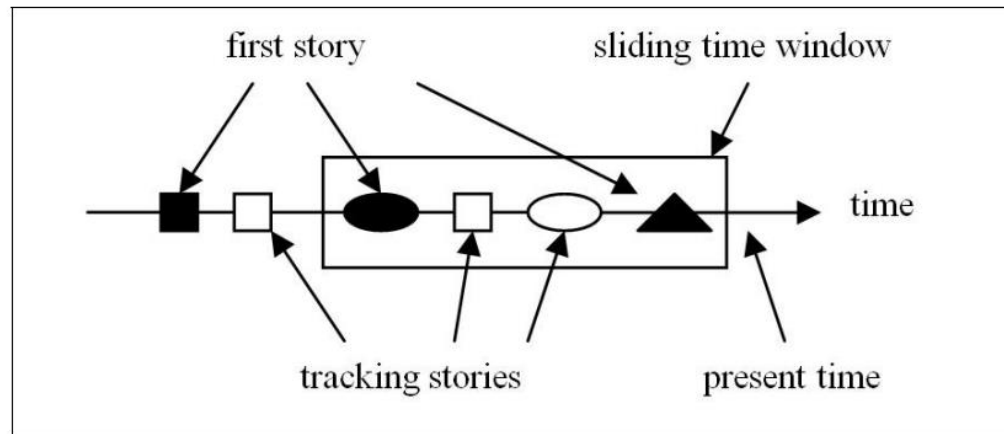 first story
sliding time window
time
tracking stories
present time